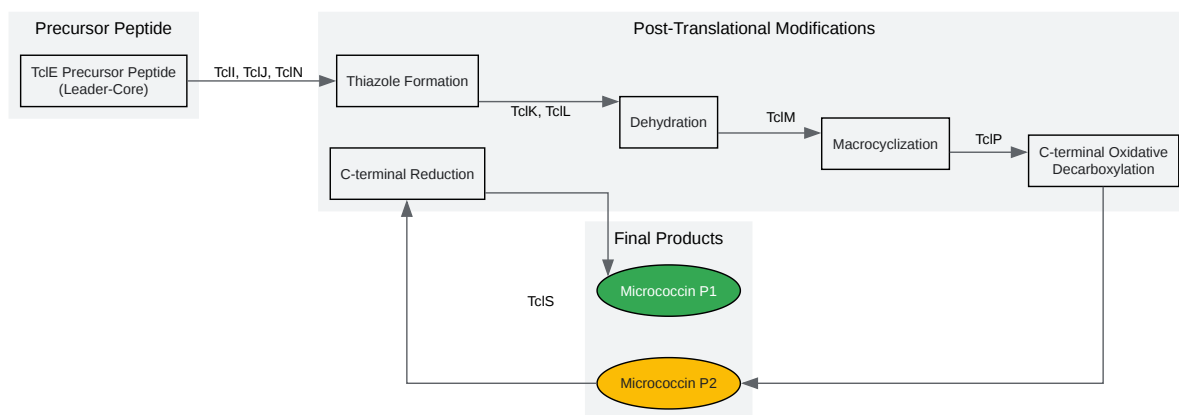 Precursor Peptide
Post-Translational Modifications
TclE Precursor Peptide
(Leader-Core)
TclI, TclJ, TclN
Thiazole Formation
TclK, TclL
Dehydration
TclM
Macrocyclization
TclP
C-terminal Oxidative
Decarboxylation
C-terminal Reduction
Final Products
Micrococcin P1
TclS
Micrococcin P2